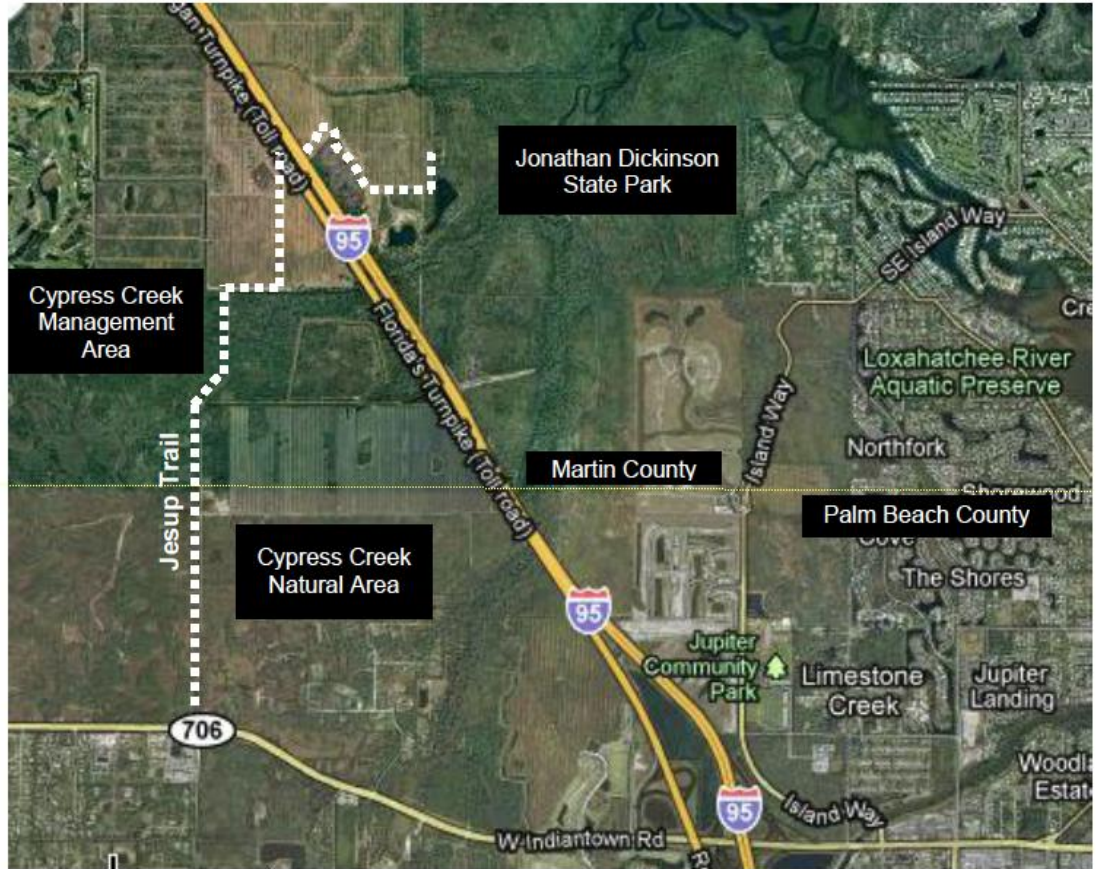 Turnpike (Toll road)
Jonathan Dickinson
State Park
SE Island Way
95
Cypress Creek
Management
Area
Florida's Turnpike (Toll road)
Loxahatchee River
Aquatic Preserve
Island Way
Northfork
Jesup Trail
Martin County
Shorewood
Palm Beach County
Cove
Cypress Creek
Natural Area
The Shores
95
Jupiter
Community
Park
Limestone
Creek
Jupiter
Landing
706
95
Island Way
W Indiantown Rd